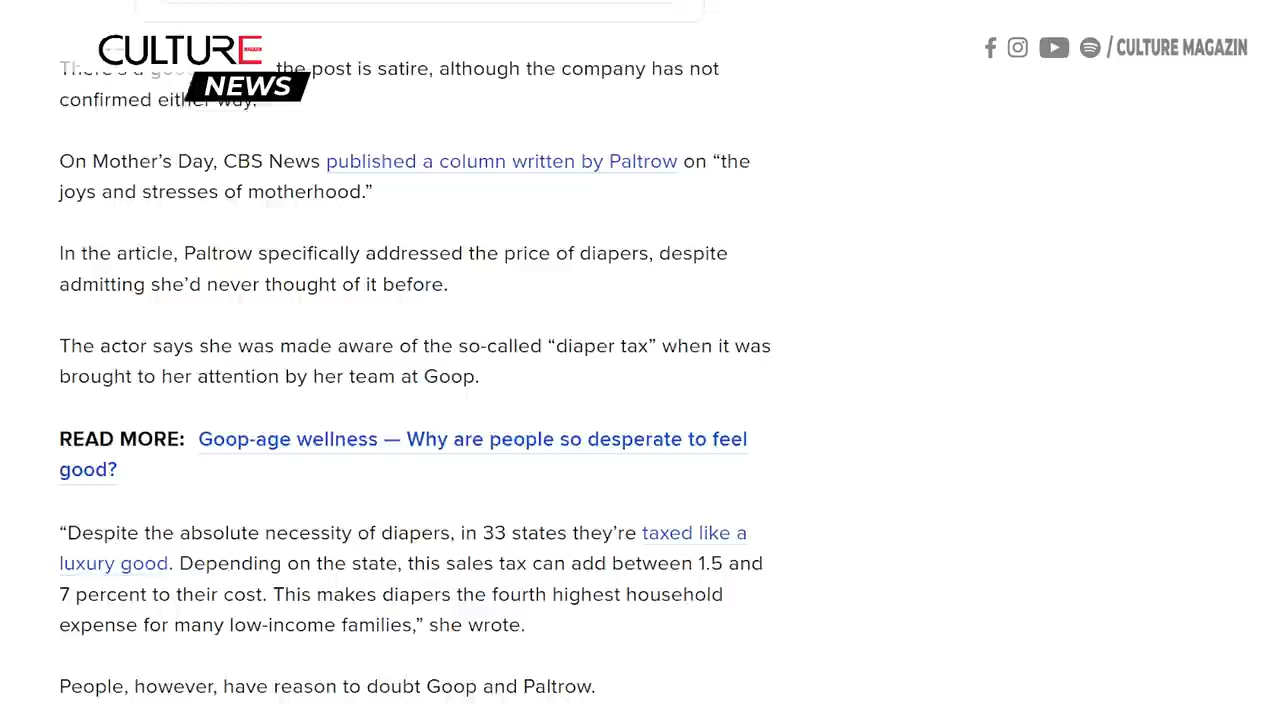 CULTURE
NEWS
/ CULTURE MAGAZIN
the post is satire, although the company has not
confirmed either way.
On Mother’s Day, CBS News published a column written by Paltrow on “the
joys and stresses of motherhood.”
In the article, Paltrow specifically addressed the price of diapers, despite
admitting she’d never thought of it before.
The actor says she was made aware of the so-called “diaper tax” when it was
brought to her attention by her team at Goop.
READ MORE: Goop-age wellness — Why are people so desperate to feel
good?
“Despite the absolute necessity of diapers, in 33 states they’re taxed like a
luxury good. Depending on the state, this sales tax can add between 1.5 and
7 percent to their cost. This makes diapers the fourth highest household
expense for many low-income families,” she wrote.
People, however, have reason to doubt Goop and Paltrow.